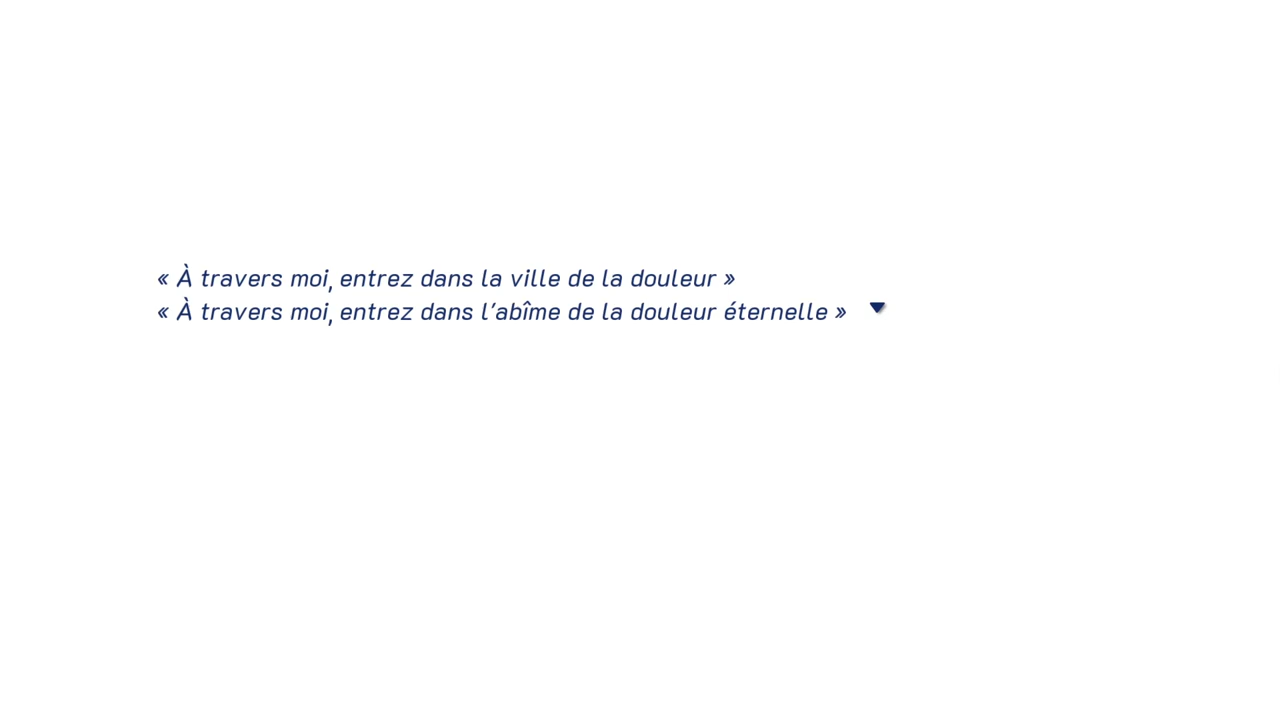 « À travers moi, entrez dans la ville de la douleur »
« À travers moi, entrez dans l’abîme de la douleur éternelle »